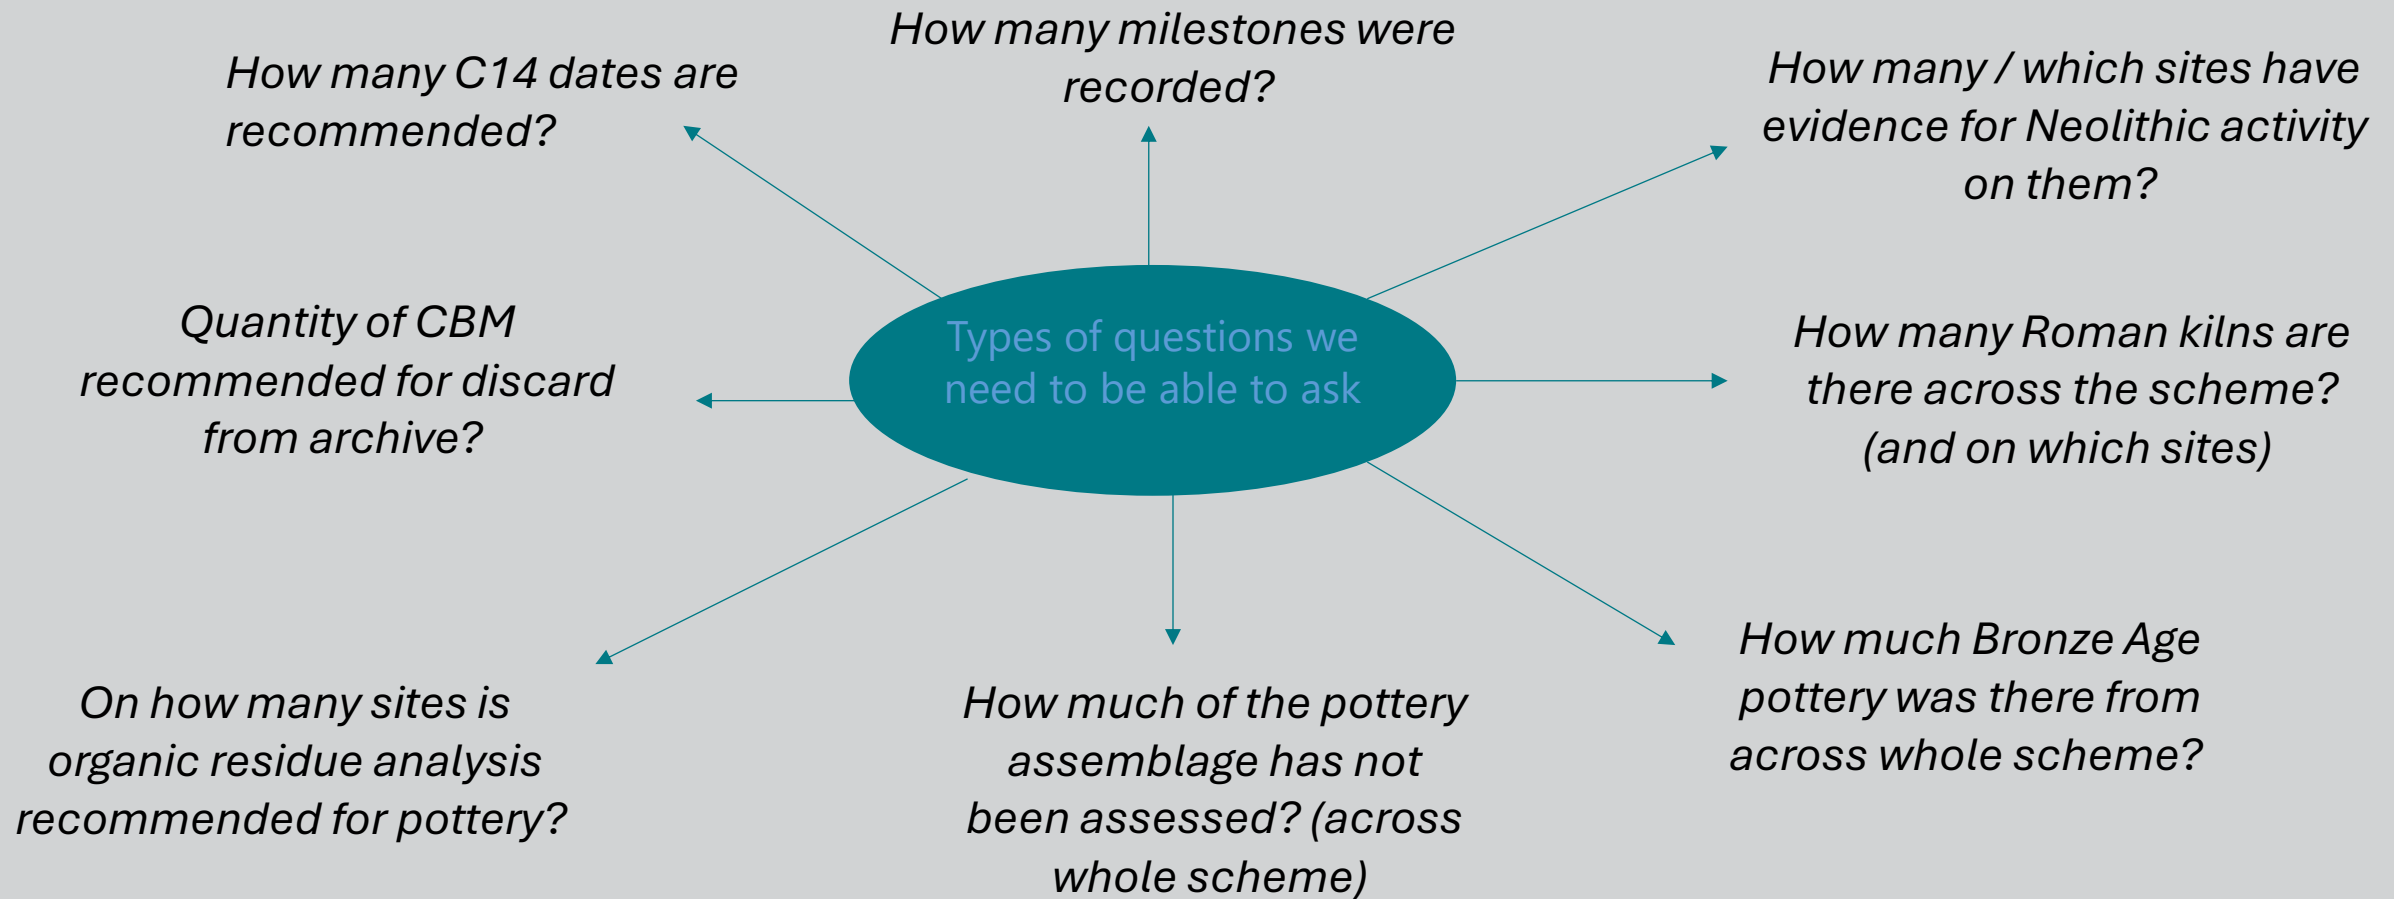 How many milestones were
recorded?
How many C14 dates are
recommended?
How many / which sites have
evidence for Neolithic activity
on them?
Quantity of CBM
recommended for discard
from archive?
Types of questions we
need to be able to ask
How many Roman kilns are
there across the scheme?
(and on which sites)
On how many sites is
organic residue analysis
recommended for pottery?
How much of the pottery
assemblage has not
been assessed? (across
whole scheme)
How much Bronze Age
pottery was there from
across whole scheme?